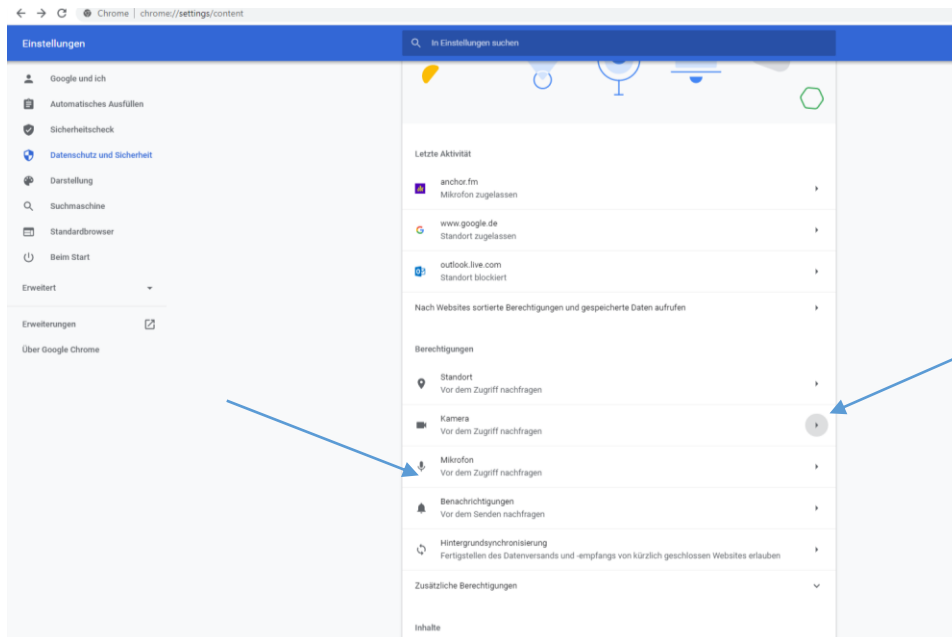 Chrome | chrome://settings/content
Einstellungen
In Einstellungen suchen
Google und ich
Automatisches Ausfüllen
Sicherheitscheck
Datenschutz und Sicherheit
Darstellung
Suchmaschine
Standardbrowser
Beim Start
Erweitert
Erweiterungen
Über Google Chrome
Letzte Aktivität
anchor.fm
Mikrofon zugelassen
www.google.de
Standort zugelassen
outlook.live.com
Standort blockiert
Nach Websites sortierte Berechtigungen und gespeicherte Daten aufrufen
Berechtigungen
Standort
Vor dem Zugriff nachfragen
Kamera
Vor dem Zugriff nachfragen
Mikrofon
Vor dem Zugriff nachfragen
Benachrichtigungen
Vor dem Senden nachfragen
Hintergrundsynchronisierung
Fertigstellen des Datenversands und -empfangs von kürzlich geschlossen Websites erlauben
Zusätzliche Berechtigungen
Inhalte